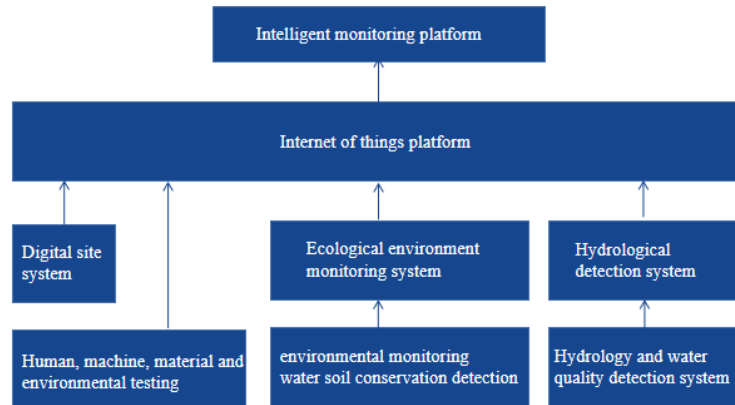 Intelligent monitoring platform
Internet of things platform
Digital site
system
Ecological environment
monitoring system
Hydrological
detection system
Human, machine, material and
environmental testing
environmental monitoring
water soil conservation detection
Hydrology and water
quality detection system